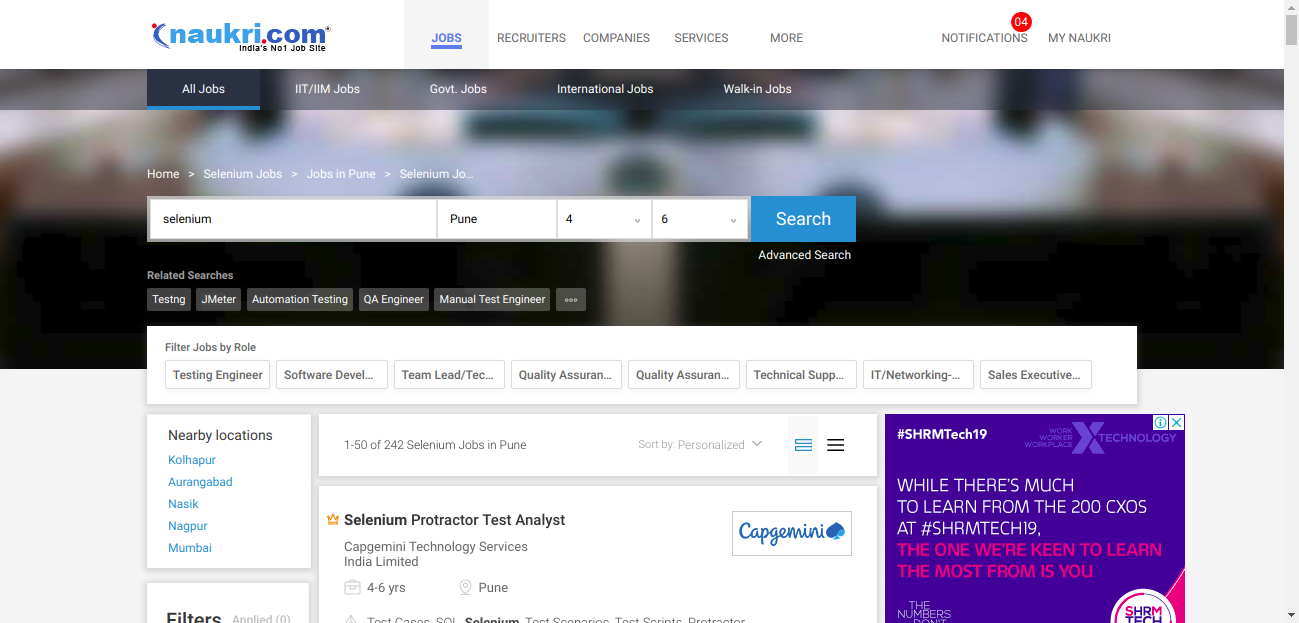 naukri.com
India's No1 Job Site
JOBS
RECRUITERS
COMPANIES
SERVICES
MORE
NOTIFICATIONS
04
MY NAUKRI
All Jobs
IIT/IIM Jobs
Govt. Jobs
International Jobs
Walk-in Jobs
Home > Selenium Jobs > Jobs in Pune > Selenium Jo...
selenium
Pune
4
6
Search
Advanced Search
Related Searches
Testng
JMeter
Automation Testing
QA Engineer
Manual Test Engineer
Filter Jobs by Role
Testing Engineer
Software Devel...
Team Lead/Tec...
Quality Assuran...
Quality Assuran...
Technical Supp...
IT/Networking-...
Sales Executive...
Nearby locations
Kolhapur
Aurangabad
Nasik
Nagpur
Mumbai
Filters
Applied (0)
1-50 of 242 Selenium Jobs in Pune
Sort by: Personalized
Selenium Protractor Test Analyst
Capgemini Technology Services
India Limited
Capgemini
4-6 yrs
Pune
Test Cases, SQL, Selenium, Test Scenarios, Test Scripts, Protractor
#SHRMTech19
WORK
WORKER
WORKPLACE
X TECHNOLOGY
WHILE THERE'S MUCH
TO LEARN FROM THE 200 CXOS
AT #SHRMTECH19,
THE ONE WE'RE KEEN TO LEARN
THE MOST FROM IS YOU
THE
NUMBERS
DON'T
SHRM
TECH